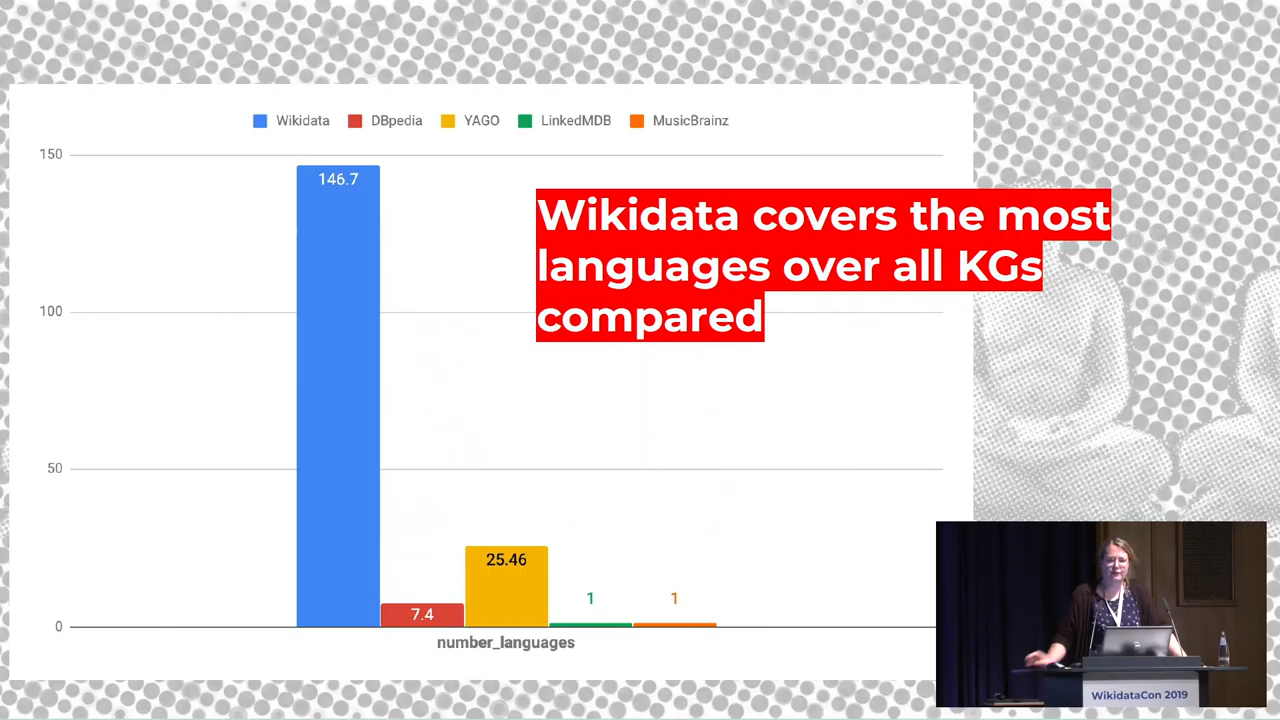 Wikidata DBpedia YAGO LinkedMDB MusicBrainz
150
146.7
Wikidata covers the most
languages over all KGs
compared
100
50
25.46
7.4
1
1
0
number_languages
WikidataCon 2019